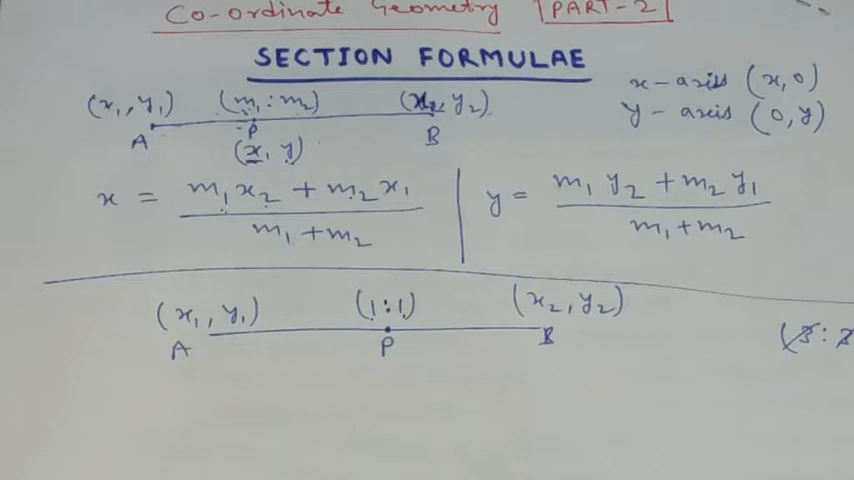 Co-ordinate Geometry PART-2
SECTION FORMULAE
(x₁, y₁) (m₁ : m₂) (x₂, y₂)
x-axis (x, 0)
y-axis (0, y)
A P B
(x, y)
x = (m₁x₂ + m₂x₁)/(m₁ + m₂) | y = (m₁y₂ + m₂y₁)/(m₁ + m₂)
(x₁, y₁) (1 : 1) (x₂, y₂)
A P B